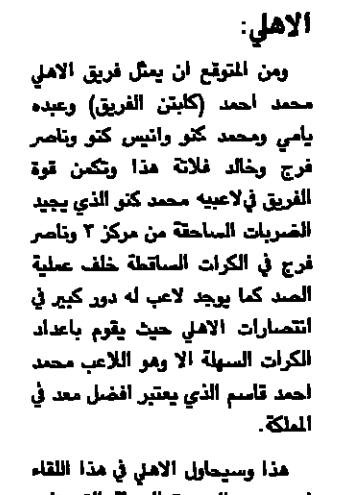 الاهلي:
ومن المتوقع ان يمثل فريق الاهلي
محمد احمد (كابتن الفريق) وعبده
يامي ومحمد كنو وانيس كنو وناصر
فرج وخالد فلاتة هذا وتكمن قوة
الفريق في لاعبيه محمد كنو الذي يجيد
الضربات الساحقة من مركز ٣ وناصر
فرج في الكرات الساقطة خلف عملية
الصد كما يوجد لاعب له دور كبير في
انتصارات الاهلي حيث يقوم باعداد
الكرات السهلة الا وهو اللاعب محمد
احمد قاسم الذي يعتبر افضل معد في
المملكة.
هذا وسيحاول الاهلي في هذا اللقاء